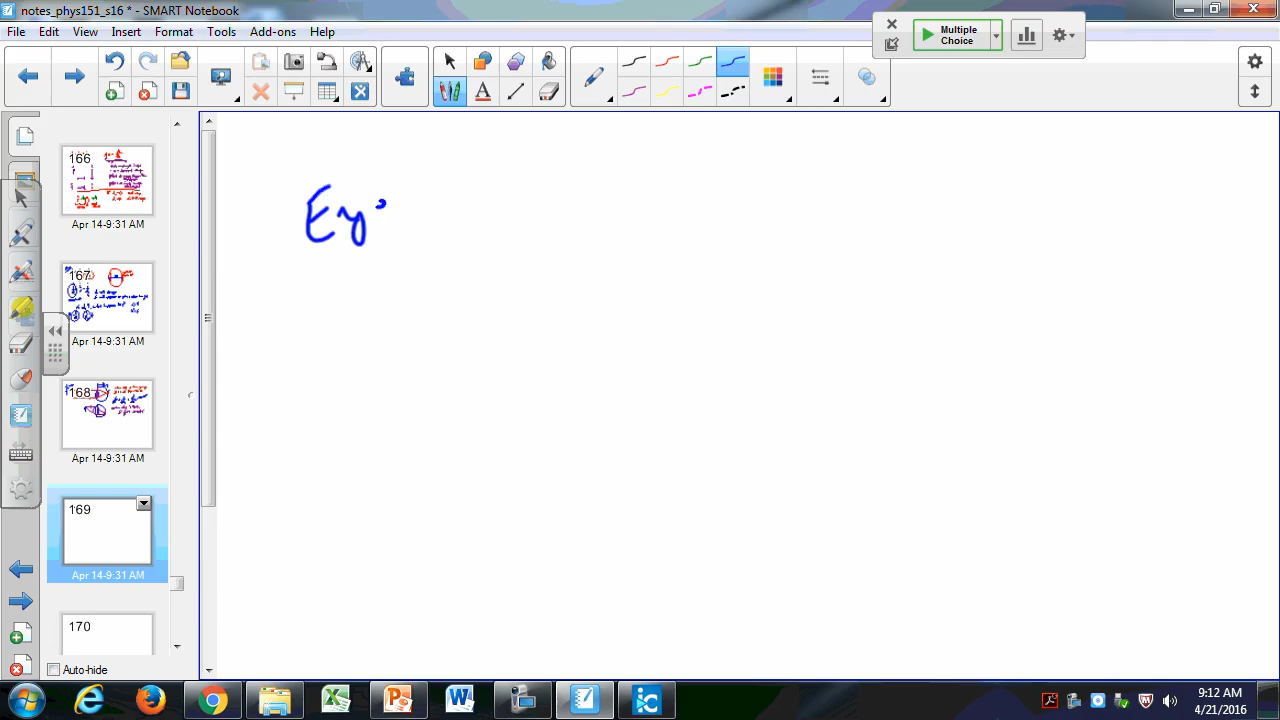 notes_phys151_s16 * - SMART Notebook
File Edit View Insert Format Tools Add-ons Help
Multiple
Choice
166
Apr 14-9:31 AM
167
Apr 14-9:31 AM
168
Apr 14-9:31 AM
169
Apr 14-9:31 AM
170
Auto-hide
9:12 AM
4/21/2016